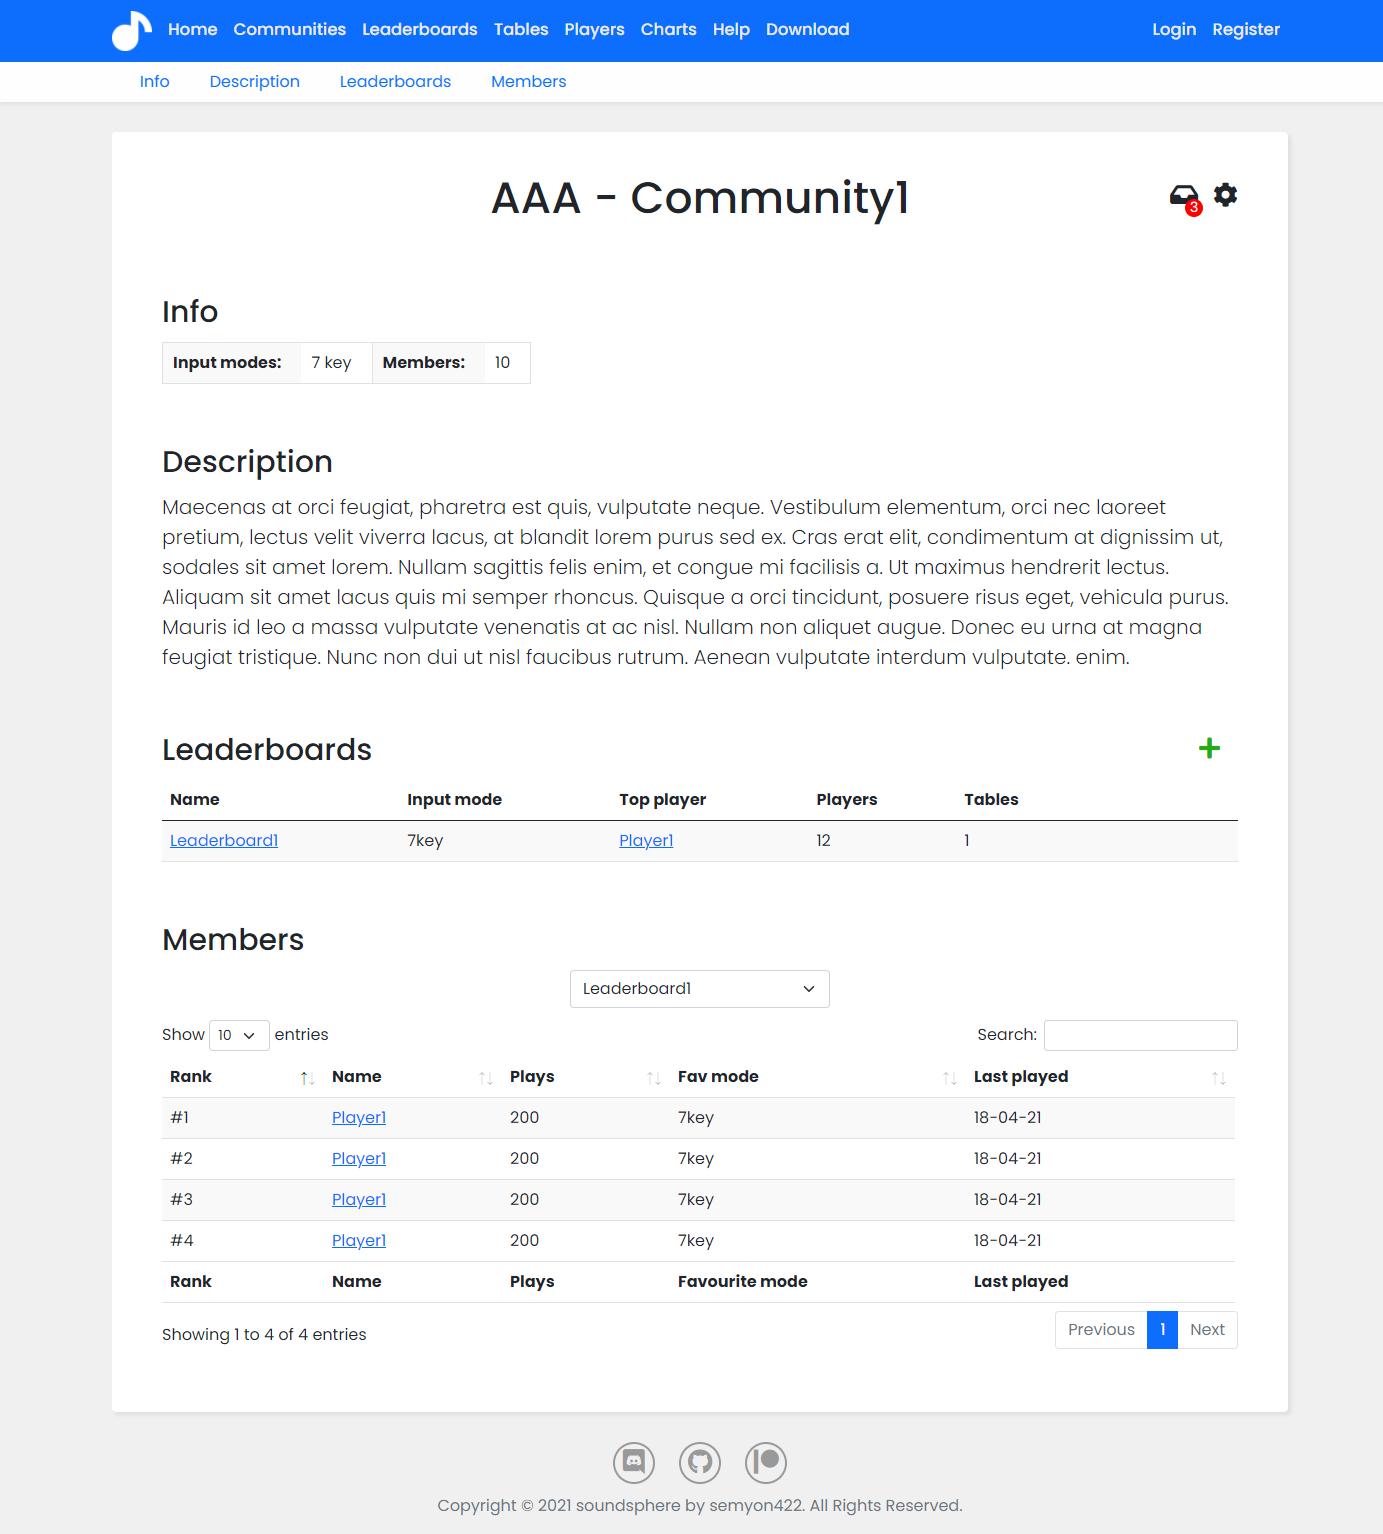 Home Communities Leaderboards Tables Players Charts Help Download Login Register
Info Description Leaderboards Members
AAA - Community1
3
Info
Input modes: 7 key Members: 10
Description
Maecenas at orci feugiat, pharetra est quis, vulputate neque. Vestibulum elementum, orci nec laoreet
pretium, lectus velit viverra lacus, at blandit lorem purus sed ex. Cras erat elit, condimentum at dignissim ut,
sodales sit amet lorem. Nullam sagittis felis enim, et congue mi facilisis a. Ut maximus hendrerit lectus.
Aliquam sit amet lacus quis mi semper rhoncus. Quisque a orci tincidunt, posuere risus eget, vehicula purus.
Mauris id leo a massa vulputate venenatis at ac nisl. Nullam non aliquet augue. Donec eu urna at magna
feugiat tristique. Nunc non dui ut nisl faucibus rutrum. Aenean vulputate interdum vulputate. enim.
Leaderboards
Name Input mode Top player Players Tables
Leaderboard1 7key Player1 12 1
Members
Leaderboard1
Show 10 entries Search:
Rank Name Plays Fav mode Last played
#1 Player1 200 7key 18-04-21
#2 Player1 200 7key 18-04-21
#3 Player1 200 7key 18-04-21
#4 Player1 200 7key 18-04-21
Rank Name Plays Favourite mode Last played
Showing 1 to 4 of 4 entries Previous 1 Next
Copyright © 2021 soundsphere by semyon422. All Rights Reserved.